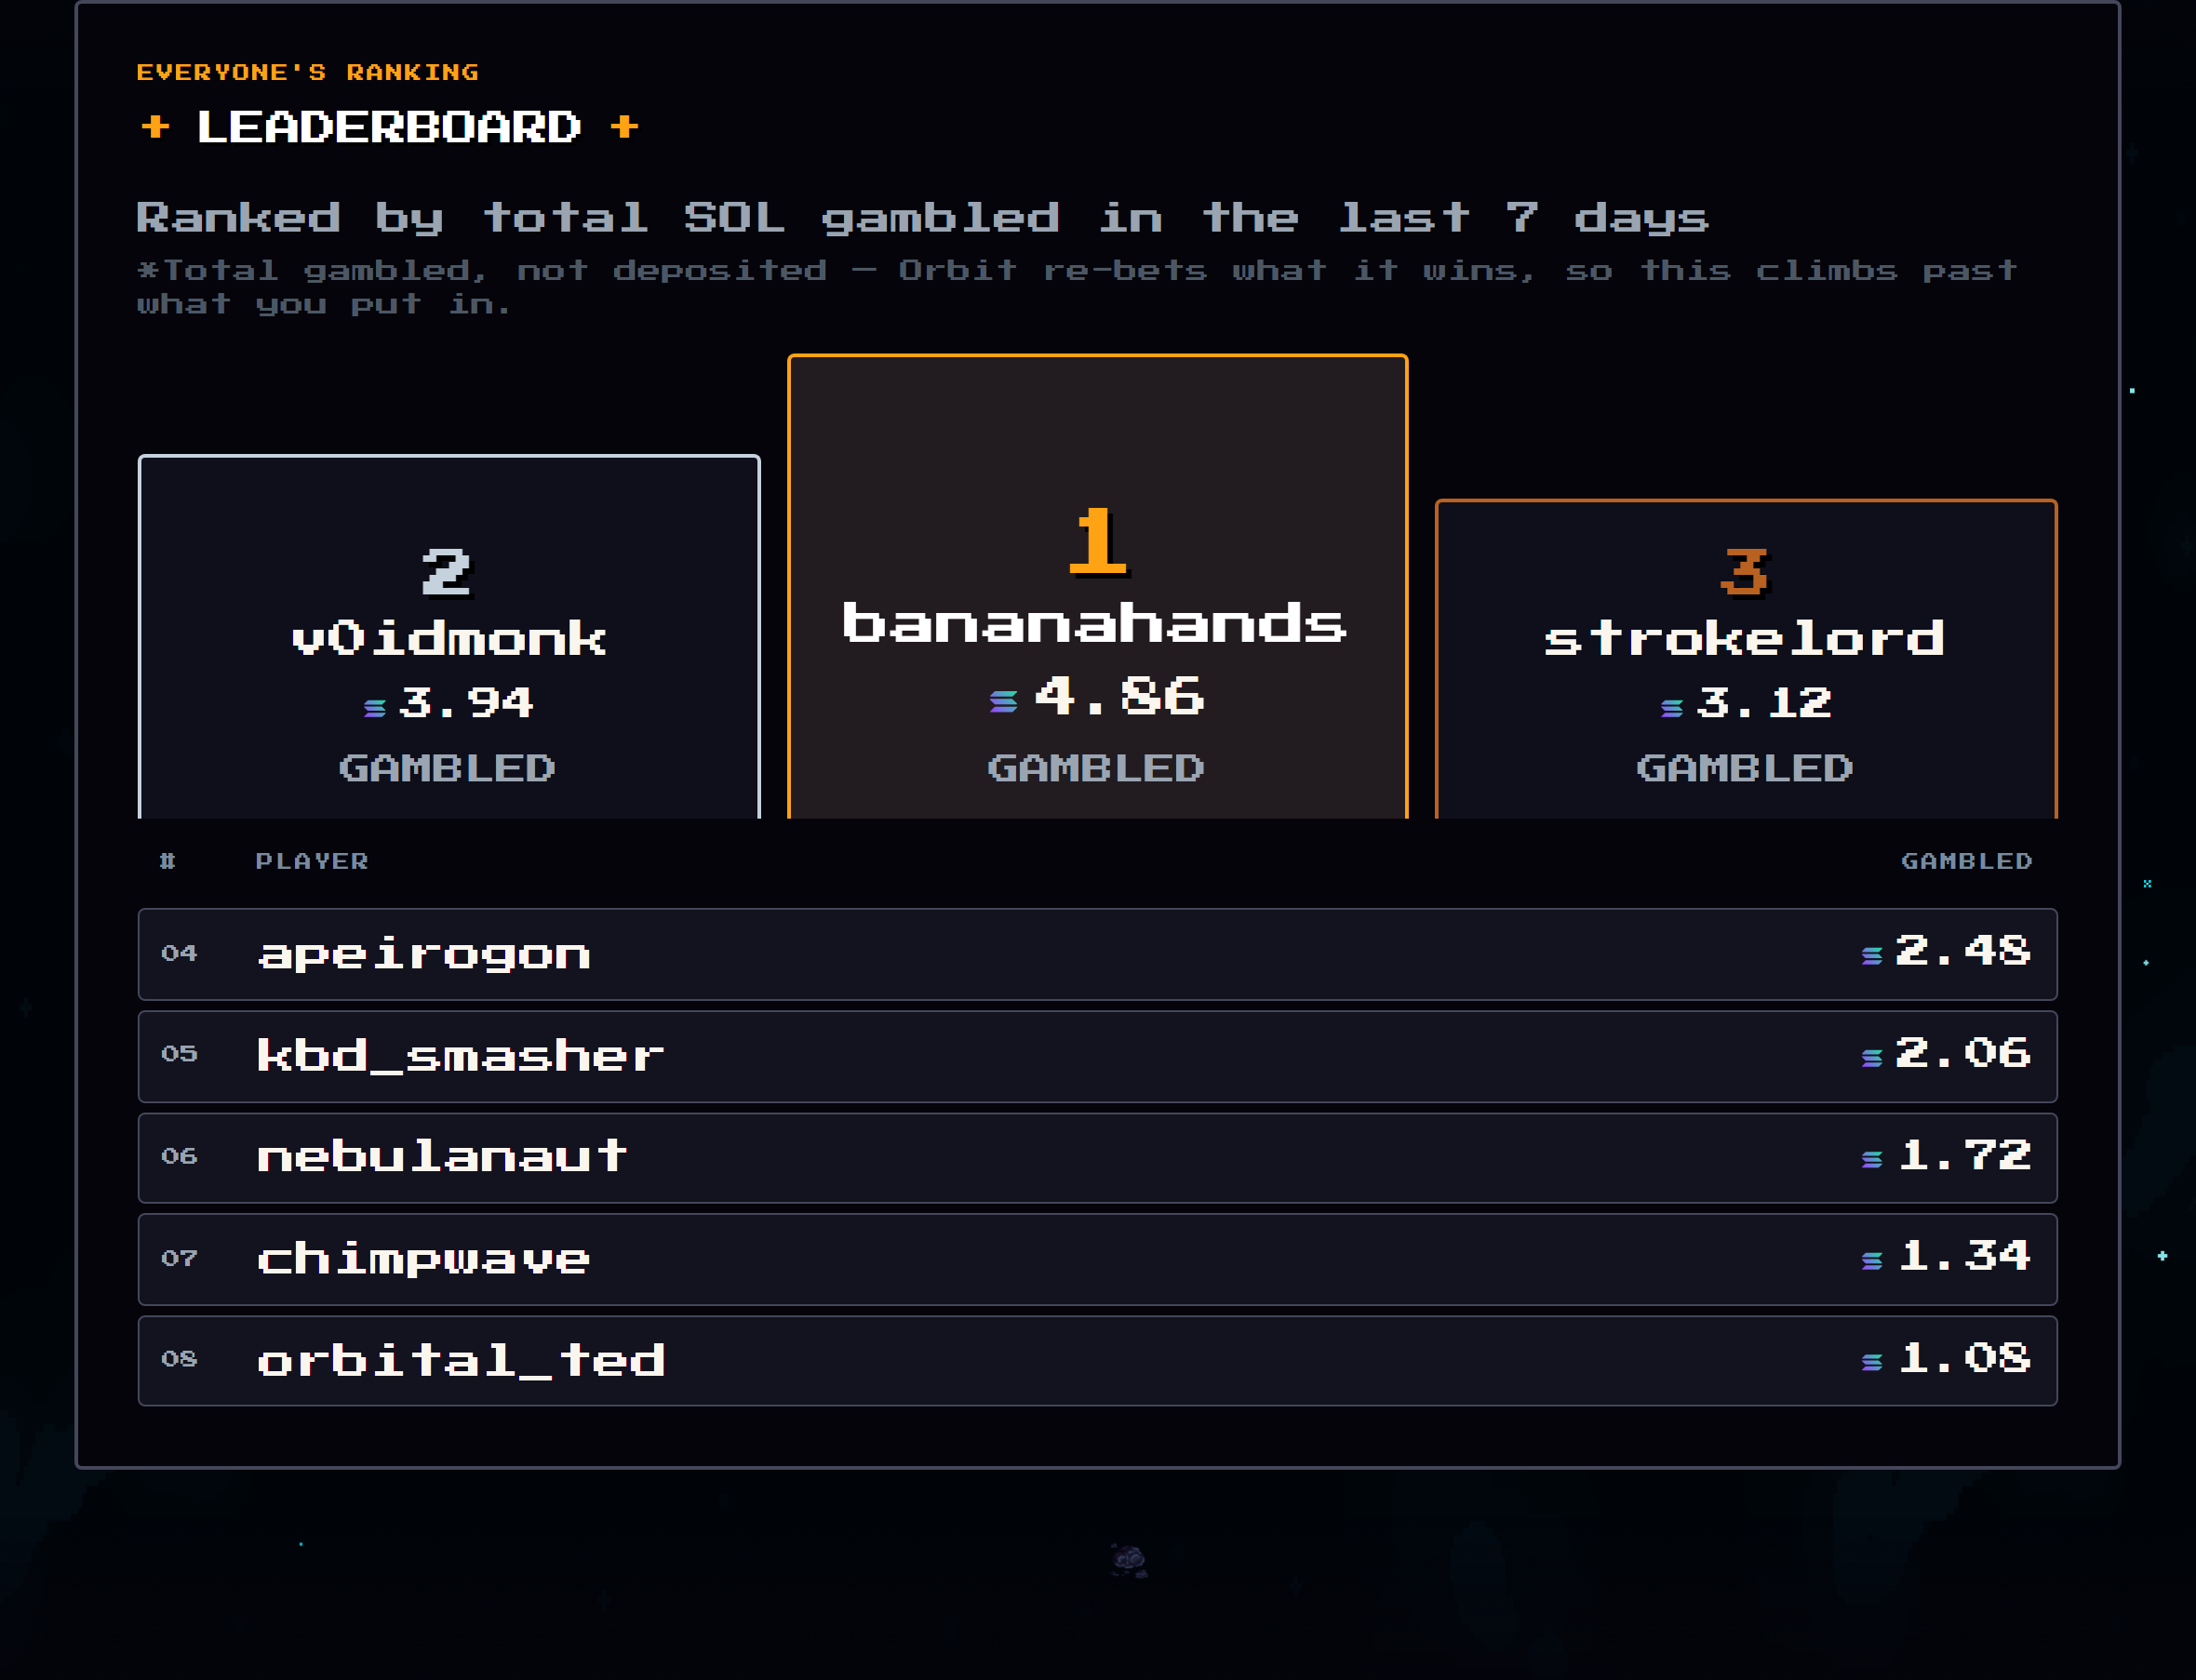 EVERYONE'S RANKING
+ LEADERBOARD +
Ranked by total SOL gambled in the last 7 days
*Total gambled, not deposited — Orbit re-bets what it wins, so this climbs past
what you put in.
2
v0idmonk
3.94
GAMBLED
1
bananahands
4.86
GAMBLED
3
strokelord
3.12
GAMBLED
# PLAYER GAMBLED
04 apeirogon 2.48
05 kbd_smasher 2.06
06 nebulanaut 1.72
07 chimpwave 1.34
08 orbital_ted 1.08